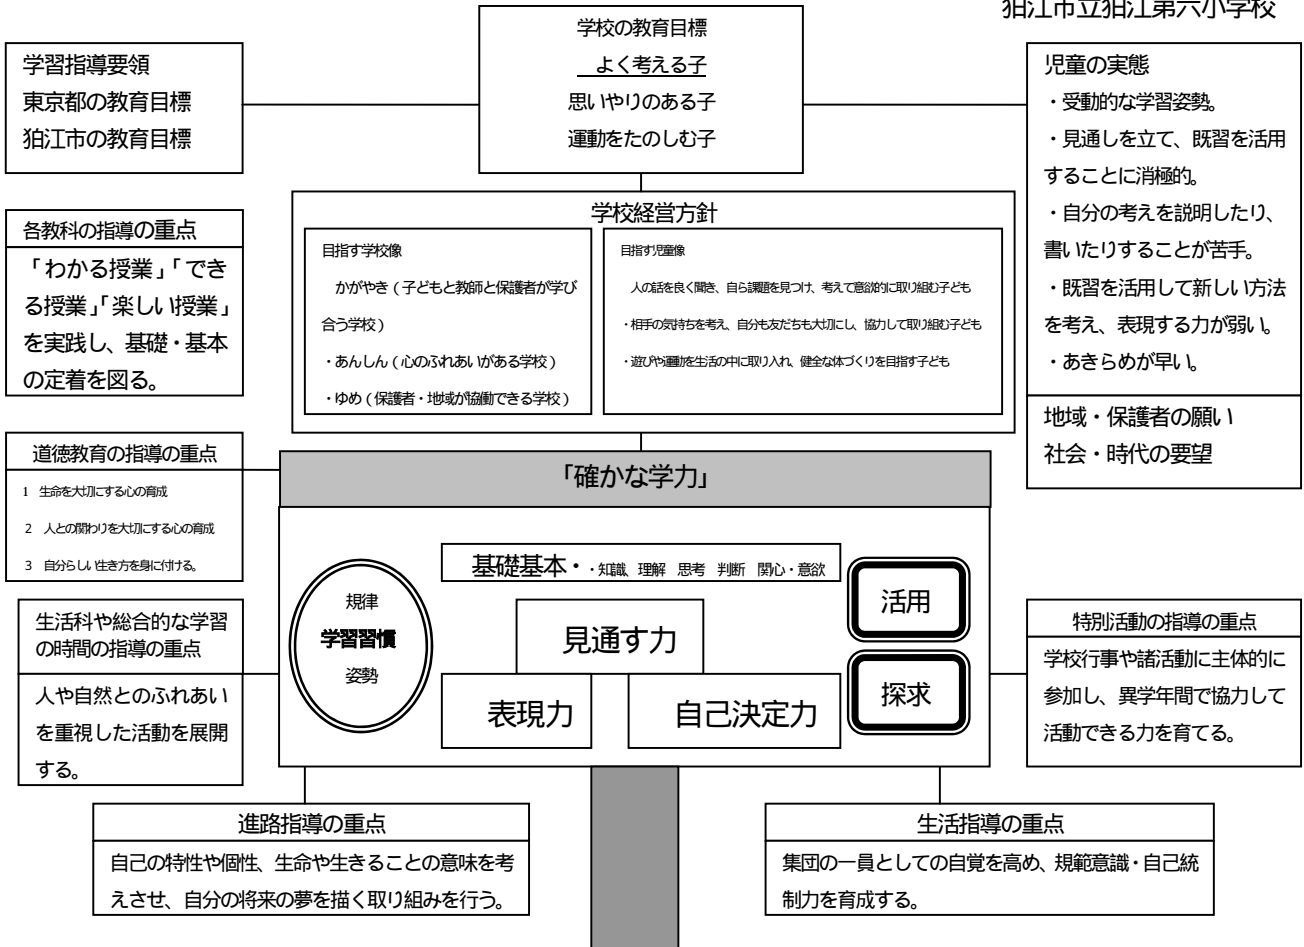 狛江市立狛江第六小学校
学校の教育目標
よく考える子
思いやりのある子
運動をたのしむ子
学習指導要領
東京都の教育目標
狛江市の教育目標
児童の実態
・受動的な学習姿勢。
・見通しを立て、既習を活用
することに消極的。
・自分の考えを説明したり、
書いたりすることが苦手。
・既習を活用して新しい方法
を考え、表現する力が弱い。
・あきらめが早い。
地域・保護者の願い
社会・時代の要望
学校経営方針
目指す学校像
かがやき（子どもと教師と保護者が学び
合う学校）
・あんしん（心のふれあいがある学校）
・ゆめ（保護者・地域が協働できる学校）
目指す児童像
人の話を良く聞き、自ら課題を見つけ、考えて意欲的に取り組む子ども
・相手の気持ちを考え、自分も友だちも大切にし、協力して取り組む子ども
・遊びや運動を生活の中に取り入れ、健全な体づくりを目指す子ども
各教科の指導の重点
「わかる授業」「でき
る授業」「楽しい授業」
を実践し、基礎・基本
の定着を図る。
道徳教育の指導の重点
1 生命を大切にする心の育成
2 人との関わりを大切にする心の育成
3 自分らしい生き方を身に付ける。
「確かな学力」
基礎基本・・知識 理解 思考 判断 関心・意欲
規律
学習習慣
姿勢
見通す力
表現力
自己決定力
活用
探求
生活科や総合的な学習
の時間の指導の重点
人や自然とのふれあい
を重視した活動を展開
する。
特別活動の指導の重点
学校行事や諸活動に主体的に
参加し、異学年間で協力して
活動できる力を育てる。
進路指導の重点
自己の特性や個性、生命や生きることの意味を考
えさせ、自分の将来の夢を描く取り組みを行う。
生活指導の重点
集団の一員としての自覚を高め、規範意識・自己統
制力を育成する。